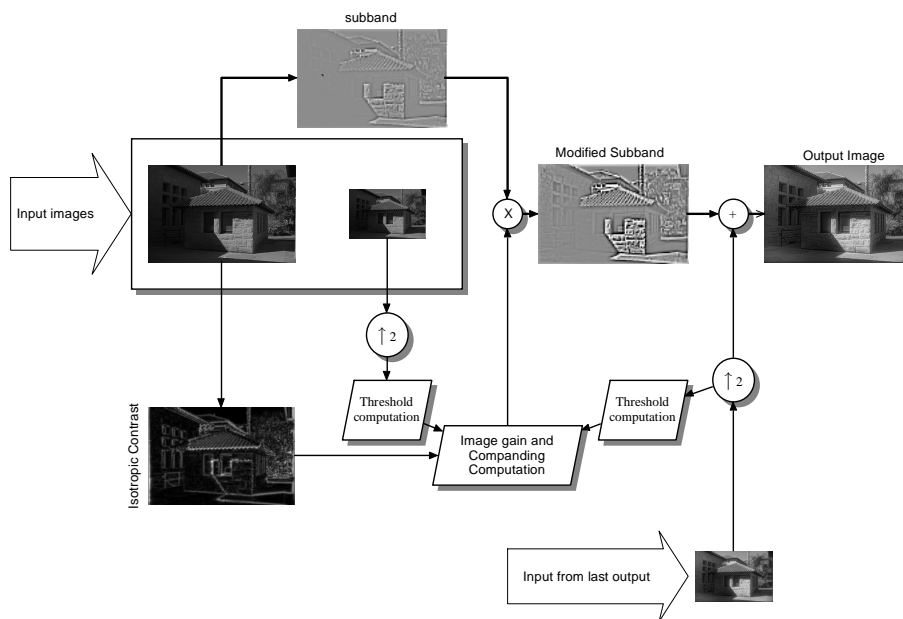 subband
Input images
Modified Subband
Output Image
X
+
↑ 2
Threshold
computation
Isotropic Contrast
Image gain and
Companding
Computation
Threshold
computation
↑ 2
Input from last output